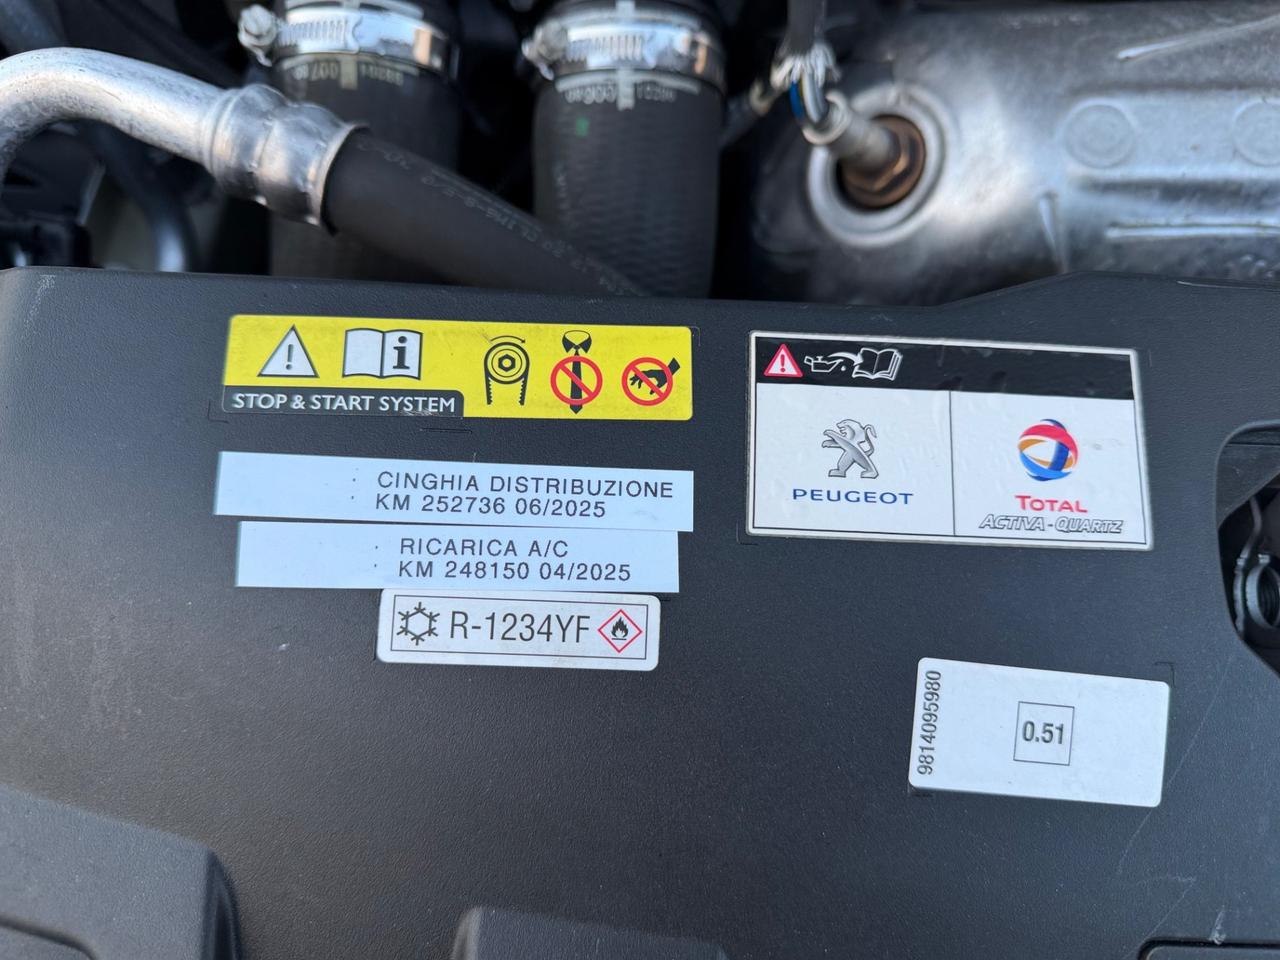 STOP & START SYSTEM
CINGHIA DISTRIBUZIONE
KM 252736 06/2025
RICARICA A/C
KM 248150 04/2025
R-1234YF
PEUGEOT
TOTAL
ACTIVA-QUARTZ
9814095980
0.51